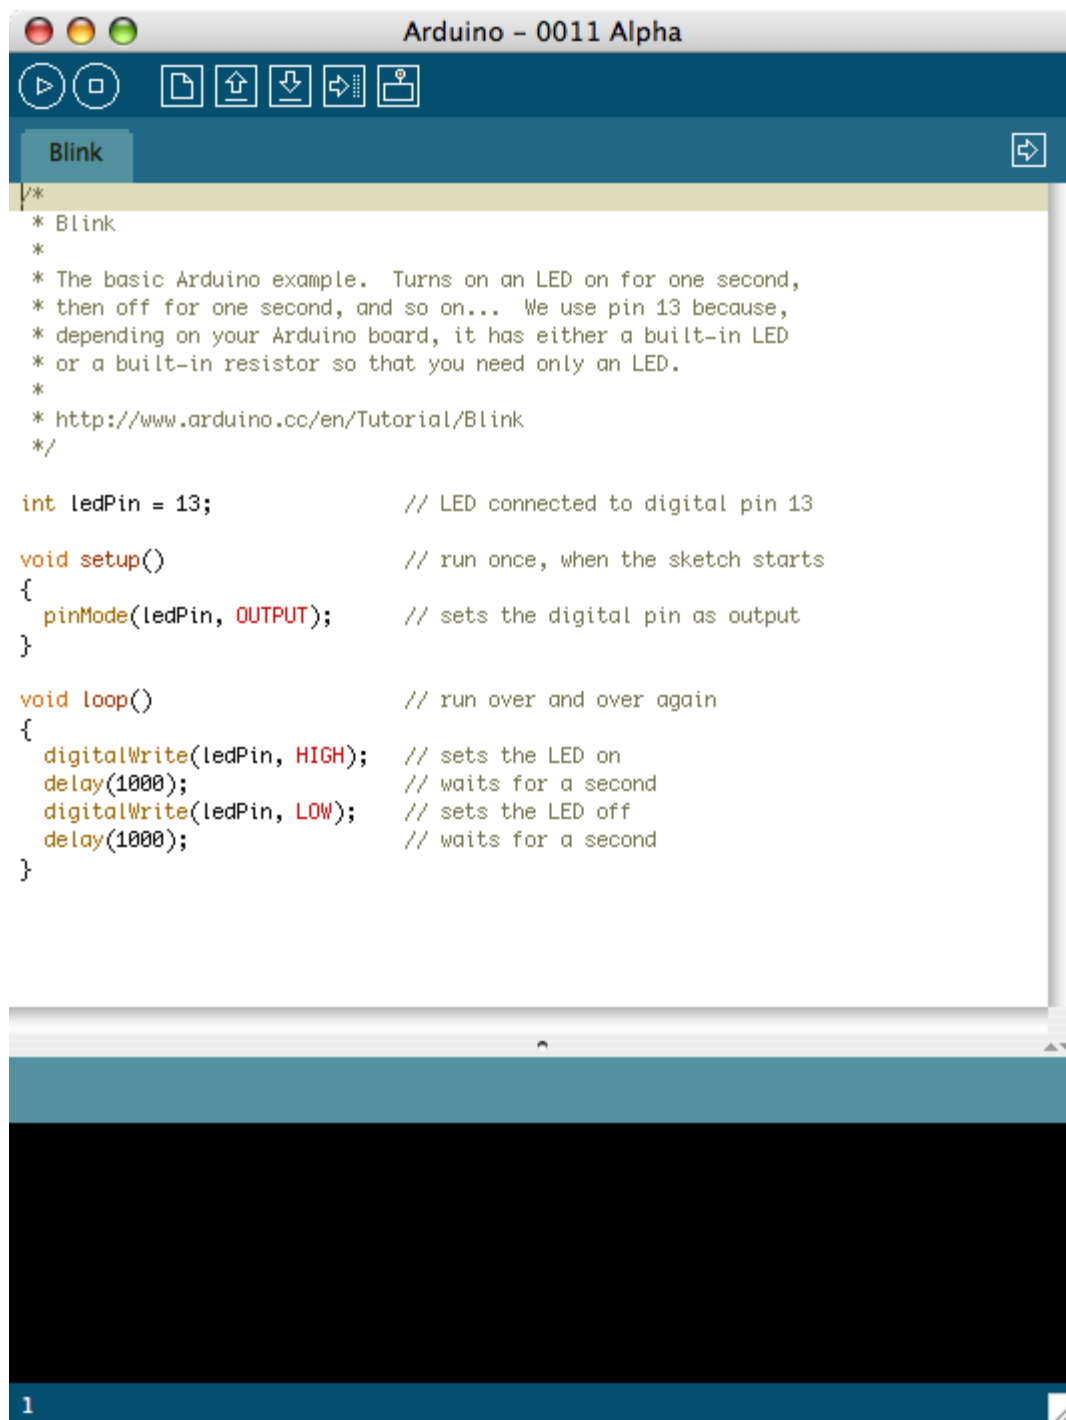 Arduino – 0011 Alpha
Blink
/*
 * Blink
 *
 * The basic Arduino example.  Turns on an LED on for one second,
 * then off for one second, and so on...  We use pin 13 because,
 * depending on your Arduino board, it has either a built-in LED
 * or a built-in resistor so that you need only an LED.
 *
 * http://www.arduino.cc/en/Tutorial/Blink
 */
int ledPin = 13;                // LED connected to digital pin 13
void setup()                    // run once, when the sketch starts
{
  pinMode(ledPin, OUTPUT);      // sets the digital pin as output
}
void loop()                     // run over and over again
{
  digitalWrite(ledPin, HIGH);   // sets the LED on
  delay(1000);                  // waits for a second
  digitalWrite(ledPin, LOW);    // sets the LED off
  delay(1000);                  // waits for a second
}
1